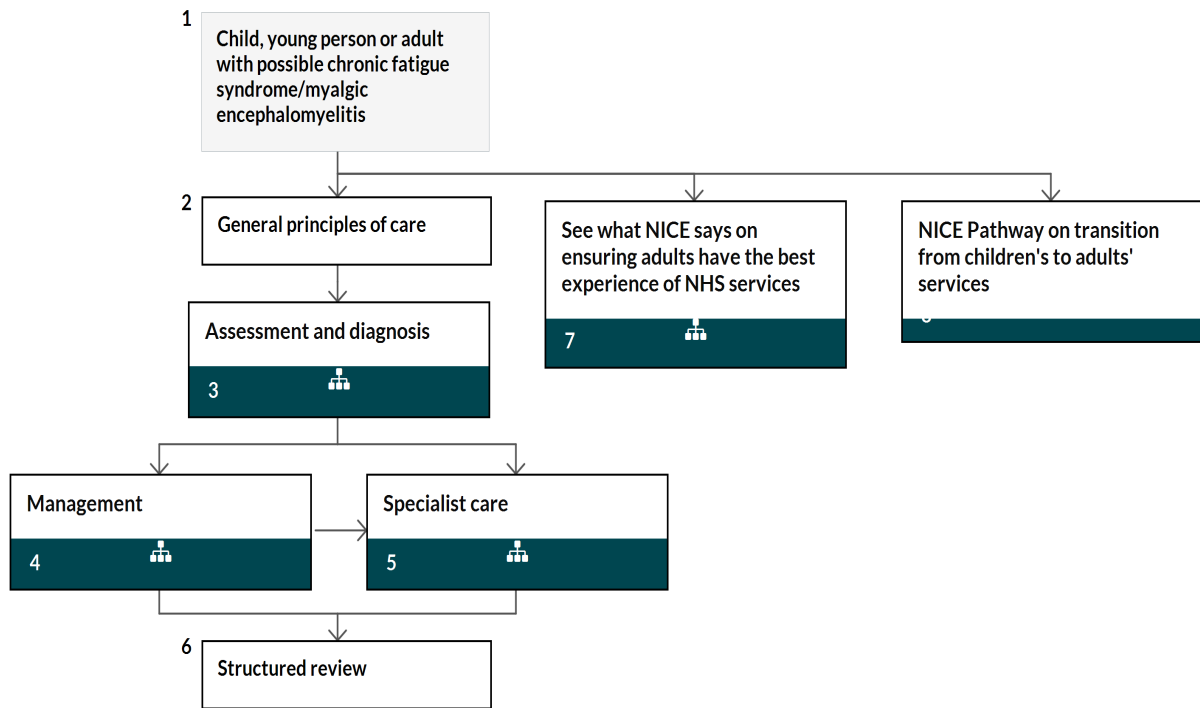 1
Child, young person or adult
with possible chronic fatigue
syndrome/myalgic
encephalomyelitis
2
General principles of care
See what NICE says on
ensuring adults have the best
experience of NHS services
7
NICE Pathway on transition
from children's to adults'
services
Assessment and diagnosis
3
Management
4
Specialist care
5
6
Structured review